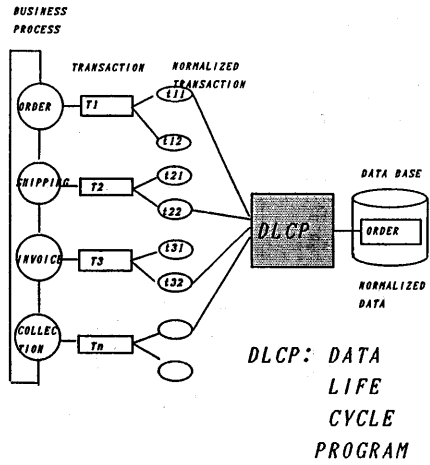 BUSINESS
PROCESS
TRANSACTION
NORMALIZED
TRANSACTION
ORDER
T1
t11
t12
SHIPPING
T2
t21
t22
INVOICE
T3
t31
t32
COLLEC
TION
Tn
DLCP
DATA BASE
ORDER
NORMALIZED
DATA
DLCP: DATA
LIFE
CYCLE
PROGRAM